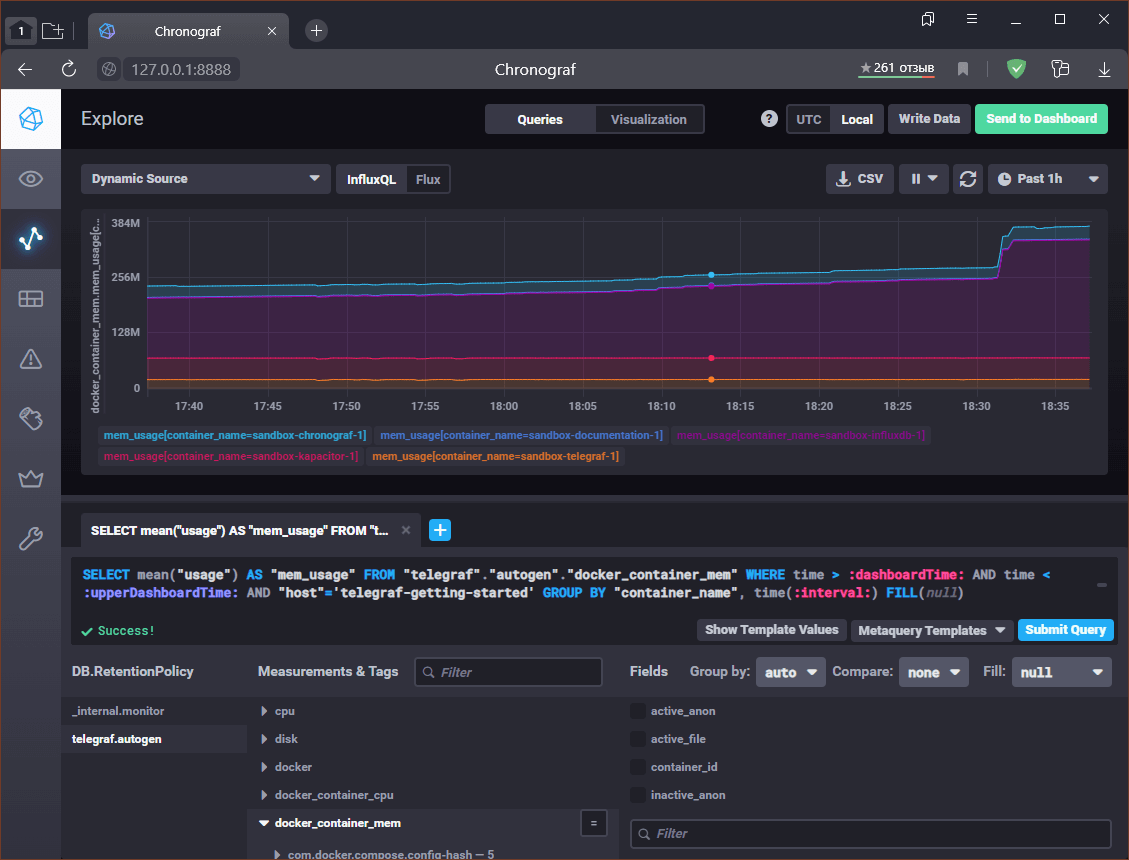 1
Chronograf
127.0.0.1:8888
Chronograf
★261 отзыв
Explore
Queries
Visualization
?
UTC
Local
Write Data
Send to Dashboard
Dynamic Source
InfluxQL
Flux
CSV
Past 1h
docker_container_mem.mem_usage[c...
384M
256M
128M
0
17:40
17:45
17:50
17:55
18:00
18:05
18:10
18:15
18:20
18:25
18:30
18:35
mem_usage[container_name=sandbox-chronograf-1]
mem_usage[container_name=sandbox-documentation-1]
mem_usage[container_name=sandbox-influxdb-1]
mem_usage[container_name=sandbox-kapacitor-1]
mem_usage[container_name=sandbox-telegraf-1]
SELECT mean("usage") AS "mem_usage" FROM "t...
SELECT mean("usage") AS "mem_usage" FROM "telegraf"."autogen"."docker_container_mem" WHERE time > :dashboardTime: AND time <
:upperDashboardTime: AND "host"='telegraf-getting-started' GROUP BY "container_name", time(:interval:) FILL(null)
Success!
Show Template Values
Metaquery Templates
Submit Query
DB.RetentionPolicy
Measurements & Tags
Filter
Fields
Group by:
auto
Compare:
none
Fill:
null
_internal.monitor
telegraf.autogen
cpu
disk
docker
docker_container_cpu
docker_container_mem
=
com.docker.compose.config-hash — 5
active_anon
active_file
container_id
inactive_anon
Filter